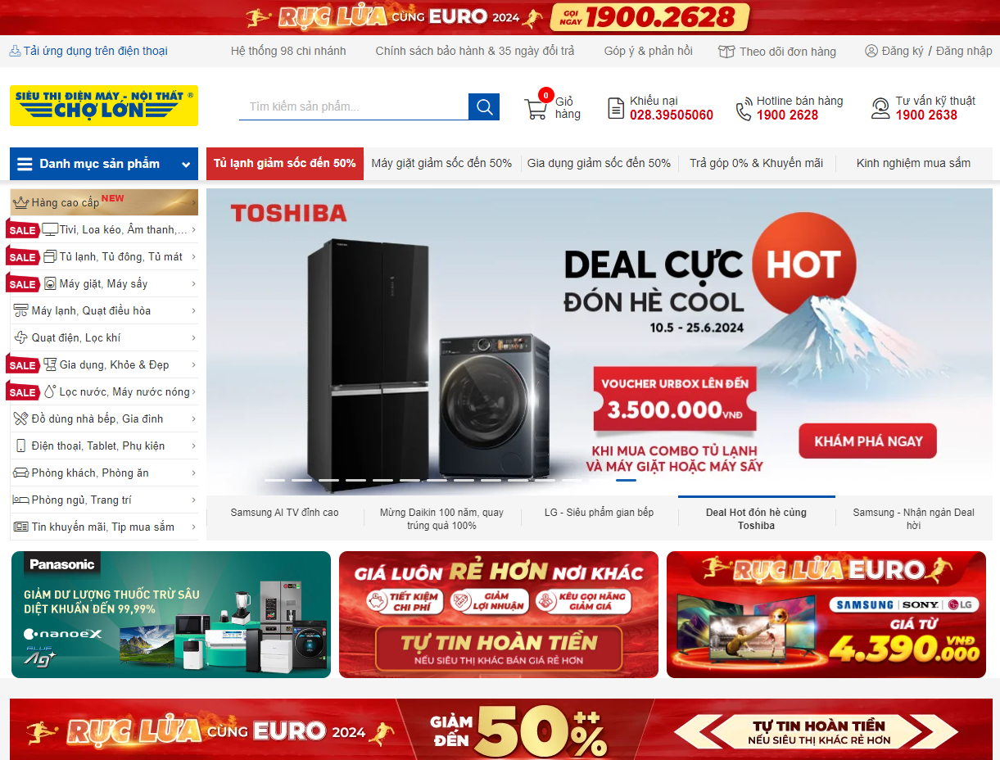 RỰC LỬA CÙNG EURO 2024 GỌI NGAY 1900.2628
Tải ứng dụng trên điện thoại
Hệ thống 98 chi nhánh
Chính sách bảo hành & 35 ngày đổi trả
Góp ý & phản hồi
Theo dõi đơn hàng
Đăng ký / Đăng nhập
SIÊU THỊ ĐIỆN MÁY - NỘI THẤT ®
CHỢ LỚN
Tìm kiếm sản phẩm...
0
Giỏ hàng
Khiếu nại
028.39505060
Hotline bán hàng
1900 2628
Tư vấn kỹ thuật
1900 2638
Danh mục sản phẩm
Tủ lạnh giảm sốc đến 50%
Máy giặt giảm sốc đến 50%
Gia dụng giảm sốc đến 50%
Trả góp 0% & Khuyến mãi
Kinh nghiệm mua sắm
Hàng cao cấp NEW
SALE Tivi, Loa kéo, Âm thanh,...
SALE Tủ lạnh, Tủ đông, Tủ mát
SALE Máy giặt, Máy sấy
Máy lạnh, Quạt điều hòa
Quạt điện, Lọc khí
SALE Gia dụng, Khỏe & Đẹp
SALE Lọc nước, Máy nước nóng
Đồ dùng nhà bếp, Gia đình
Điện thoại, Tablet, Phụ kiện
Phòng khách, Phòng ăn
Phòng ngủ, Trang trí
Tin khuyến mãi, Tip mua sắm
TOSHIBA
DEAL CỰC HOT
ĐÓN HÈ COOL
10.5 - 25.6.2024
VOUCHER URBOX LÊN ĐẾN
3.500.000VNĐ
KHI MUA COMBO TỦ LẠNH
VÀ MÁY GIẶT HOẶC MÁY SẤY
KHÁM PHÁ NGAY
Samsung AI TV đỉnh cao
Mừng Daikin 100 năm, quay
trúng quà 100%
LG - Siêu phẩm gian bếp
Deal Hot đón hè cùng
Toshiba
Samsung - Nhận ngàn Deal
hời
Panasonic
GIẢM DƯ LƯỢNG THUỐC TRỪ SÂU
DIỆT KHUẨN ĐẾN 99,99%
nanoeX
BLUE
Ag+
GIÁ LUÔN RẺ HƠN NƠI KHÁC
TIẾT KIỆM
CHI PHÍ
GIẢM
LỢI NHUẬN
KÊU GỌI HÃNG
GIẢM GIÁ
TỰ TIN HOÀN TIỀN
NẾU SIÊU THỊ KHÁC BÁN GIÁ RẺ HƠN
RỰC LỬA EURO
SAMSUNG | SONY | LG
GIÁ TỪ
4.390.000 VNĐ
RỰC LỬA CÙNG EURO 2024
GIẢM
ĐẾN
50++%
TỰ TIN HOÀN TIỀN
NẾU SIÊU THỊ KHÁC RẺ HƠN